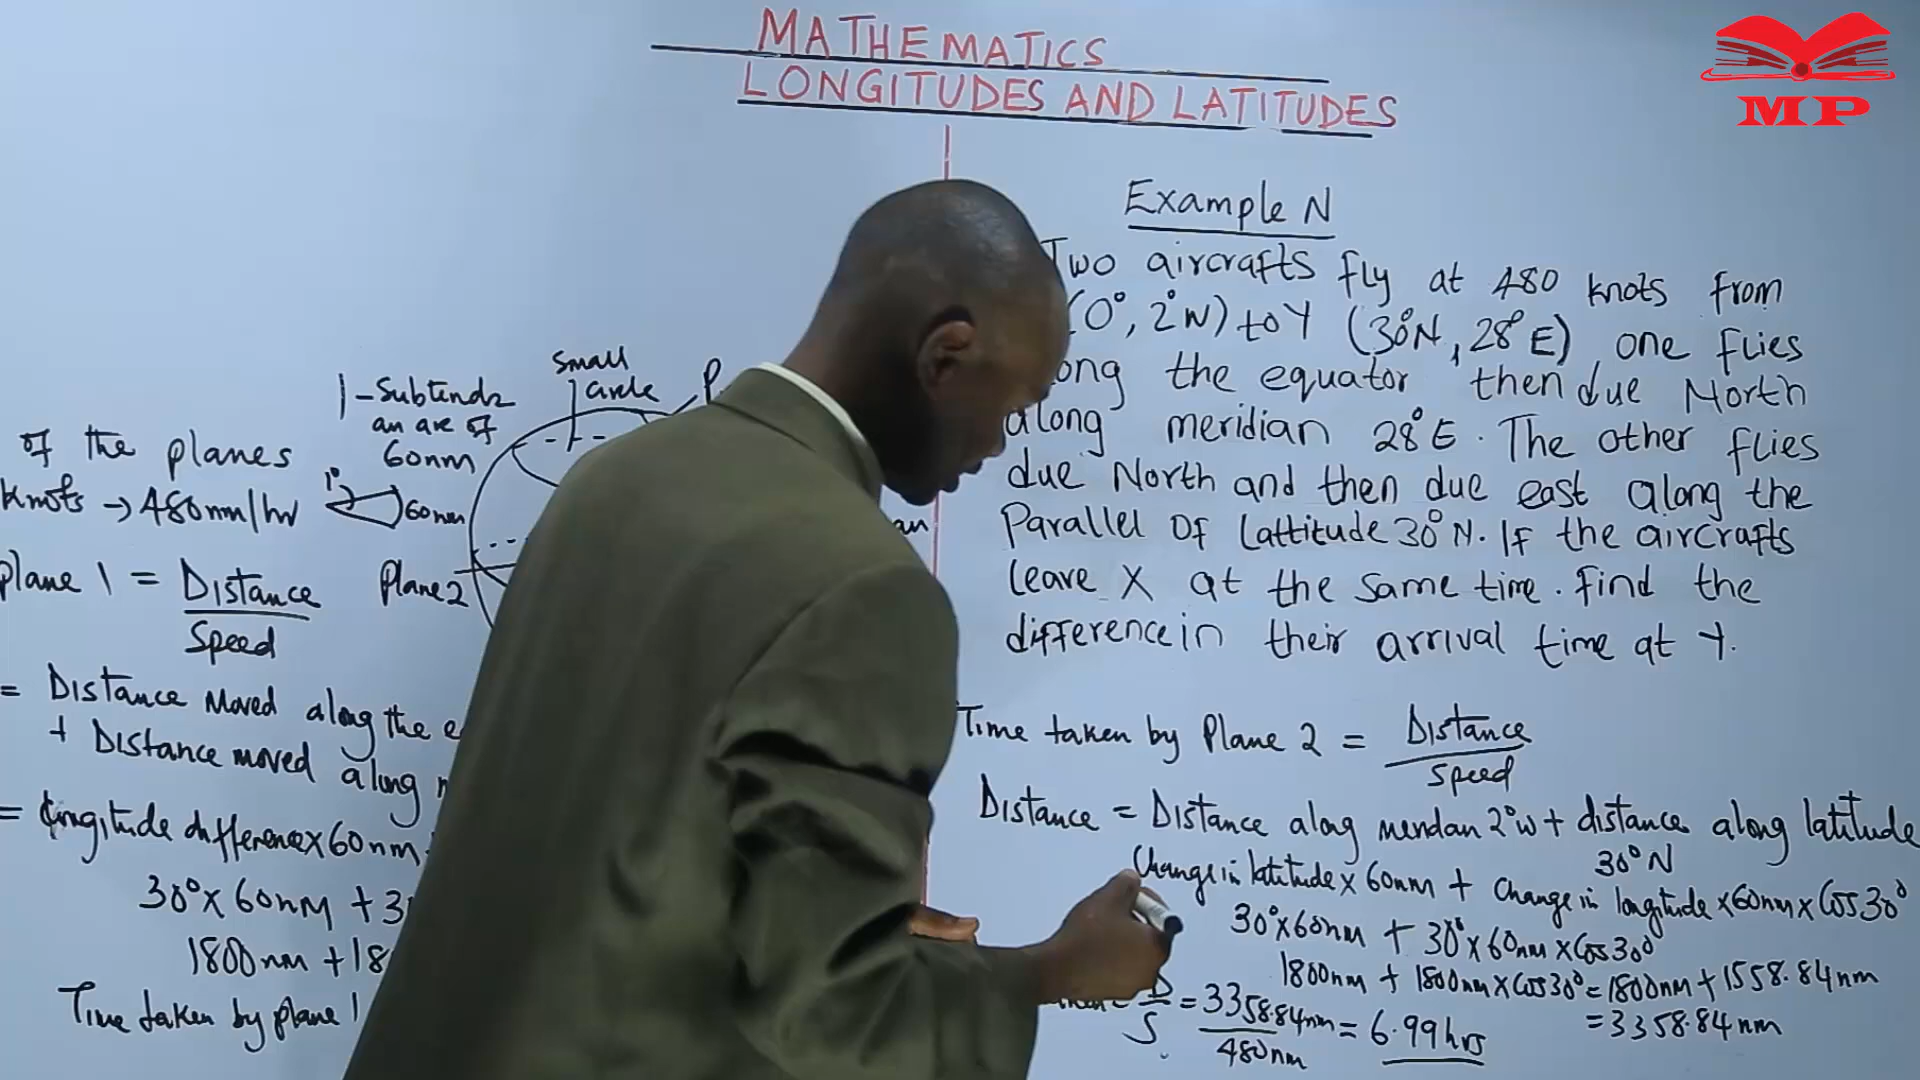 MATHEMATICS
LONGITUDES AND LATITUDES
MP
of the planes
knots → 480nm/hr
1°
60nm
1 - Subtends
an arc of
60nm
Small
circle
P
Plane 2
plane 1 = Distance
Speed
= Distance moved along the
+ Distance moved along
= Longitude difference x 60nm
30° x 60nm + 3
1800nm + 18
Time taken by plane 1
Example N
Two aircrafts fly at 480 knots from
(0°, 2°W) to Y (30°N, 28°E), one flies
ong the equator then due North
along meridian 28°E. The other flies
due North and then due east along the
Parallel Of Lattitude 30°N. If the aircrafts
leave X at the same time. Find the
difference in their arrival time at Y.
Time taken by Plane 2 = Distance
Speed
Distance = Distance along meridian 2°W + distance along latitude
30°N
Change in latitude x 60nm + Change in longitude x 60nm x Cos 30°
30° x 60nm + 30° x 60nm x Cos 30°
1800nm + 1800nm x Cos 30° = 1800nm + 1558.84nm
= 3358.84nm
D
S = 3358.84nm = 6.99hrs
480nm